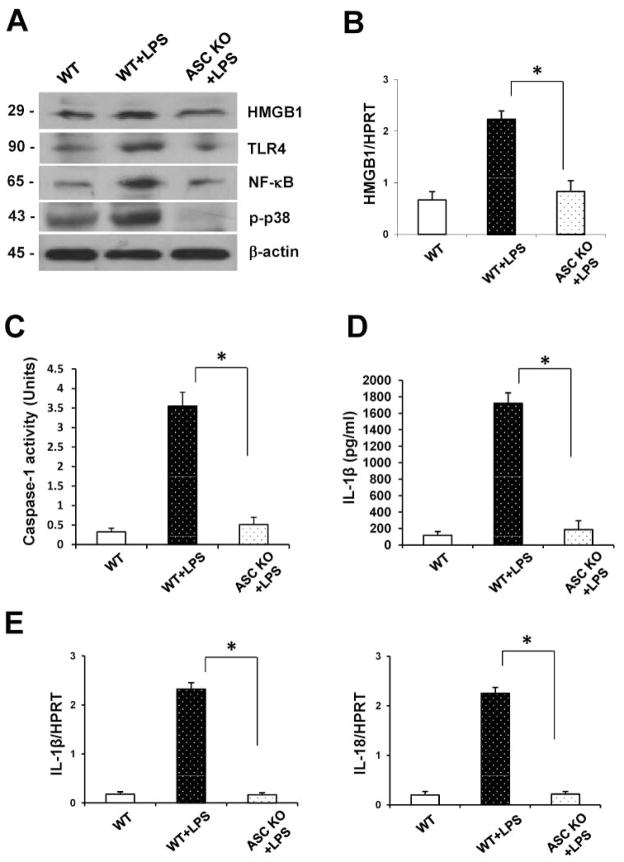 A
WT
WT+LPS
ASC KO
+LPS
29 -
HMGB1
90 -
TLR4
65 -
NF-κB
43 -
p-p38
45 -
β-actin
B
HMGB1/HPRT
3
2
1
0
*
WT
WT+LPS
ASC KO
+LPS
C
Caspase-1 activity (Units)
4.5
4
3.5
3
2.5
2
1.5
1
0.5
0
*
WT
WT+LPS
ASC KO
+LPS
D
IL-1β (pg/ml)
2000
1800
1600
1400
1200
1000
800
600
400
200
0
*
WT
WT+LPS
ASC KO
+LPS
E
IL-1β/HPRT
3
2
1
0
*
WT
WT+LPS
ASC KO
+LPS
IL-18/HPRT
3
2
1
0
*
WT
WT+LPS
ASC KO
+LPS